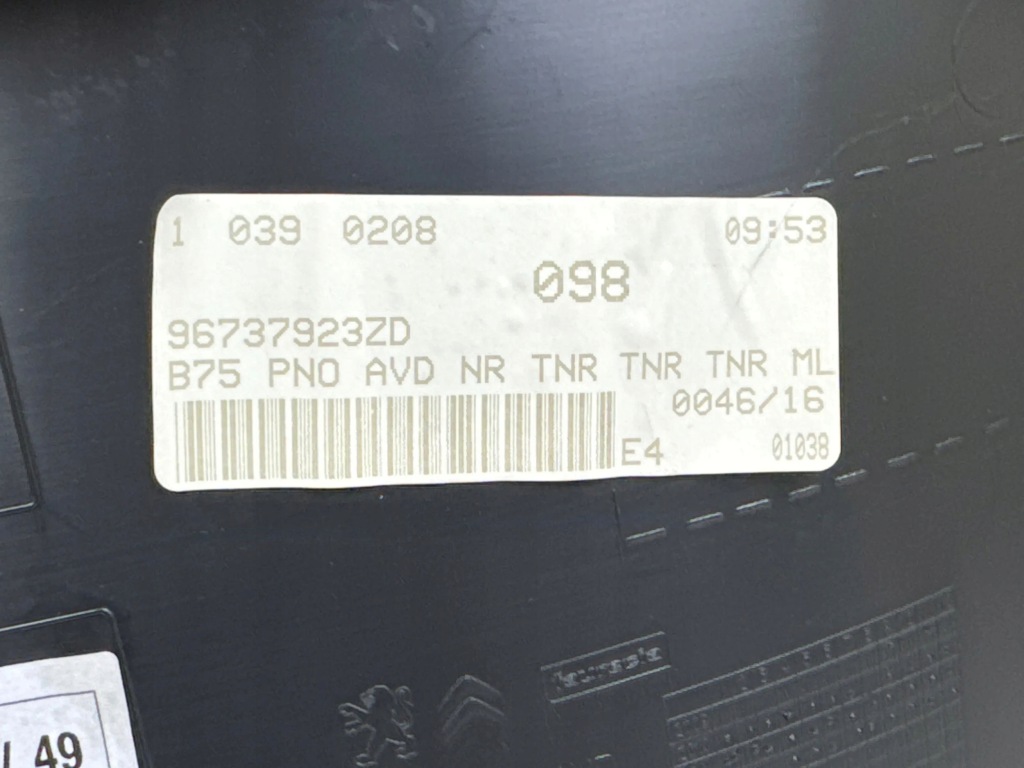 1 039 0208 09:53
098
96737923ZD
B75 PNO AVD NR TNR TNR TNR ML
0046/16
E4 01038
faurecia
/ 49